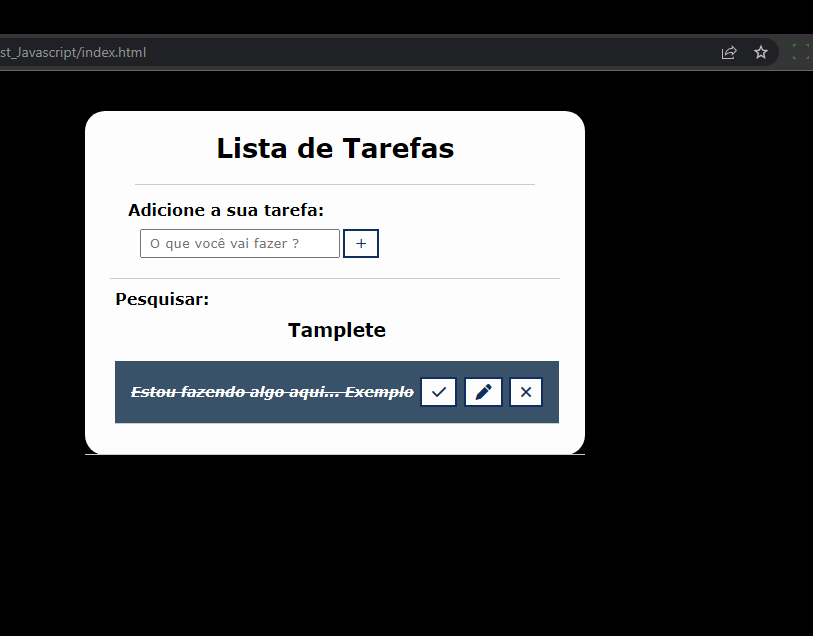 st_Javascript/index.html
Lista de Tarefas
Adicione a sua tarefa:
O que você vai fazer ?
+
Pesquisar:
Tamplete
Estou fazendo algo aqui... Exemplo